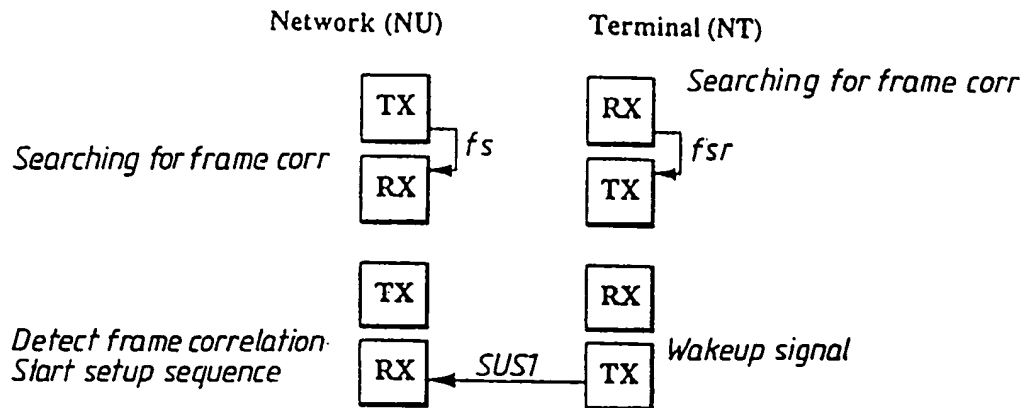 Network (NU)
Terminal (NT)
TX
RX
Searching for frame corr
fs
fsr
Searching for frame corr
RX
TX
TX
RX
Detect frame correlation
Start setup sequence
RX
SUS1
TX
Wakeup signal